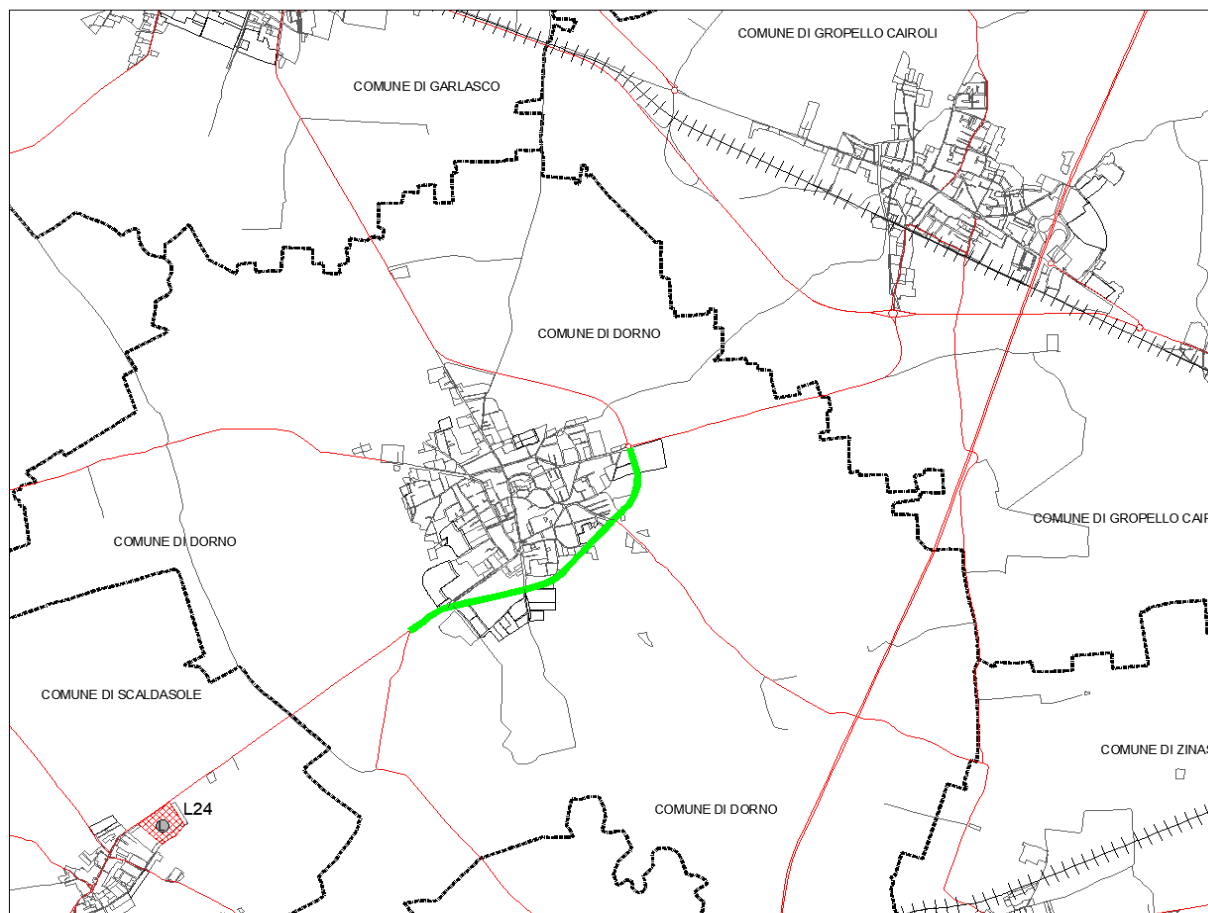 COMUNE DI GROPELLO CAIROLI
COMUNE DI GARLASCO
COMUNE DI DORNO
COMUNE DI GROPELLO CAIR
COMUNE DI DORNO
COMUNE DI SCALDASOLE
COMUNE DI ZINAS
L24
COMUNE DI DORNO